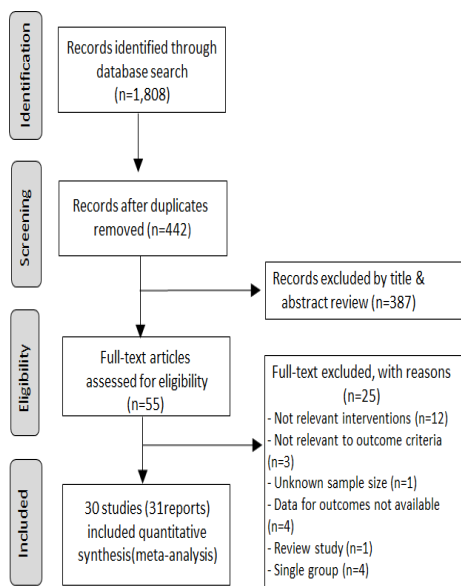 Identification
Records identified through
database search
(n=1,808)
Screening
Records after duplicates
removed (n=442)
Records excluded by title &
abstract review (n=387)
Eligibility
Full-text articles
assessed for eligibility
(n=55)
Full-text excluded, with reasons
(n=25)
- Not relevant interventions (n=12)
- Not relevant to outcome criteria
(n=3)
- Unknown sample size (n=1)
- Data for outcomes not available
(n=4)
- Review study (n=1)
- Single group (n=4)
Included
30 studies (31reports)
included quantitative
synthesis(meta-analysis)